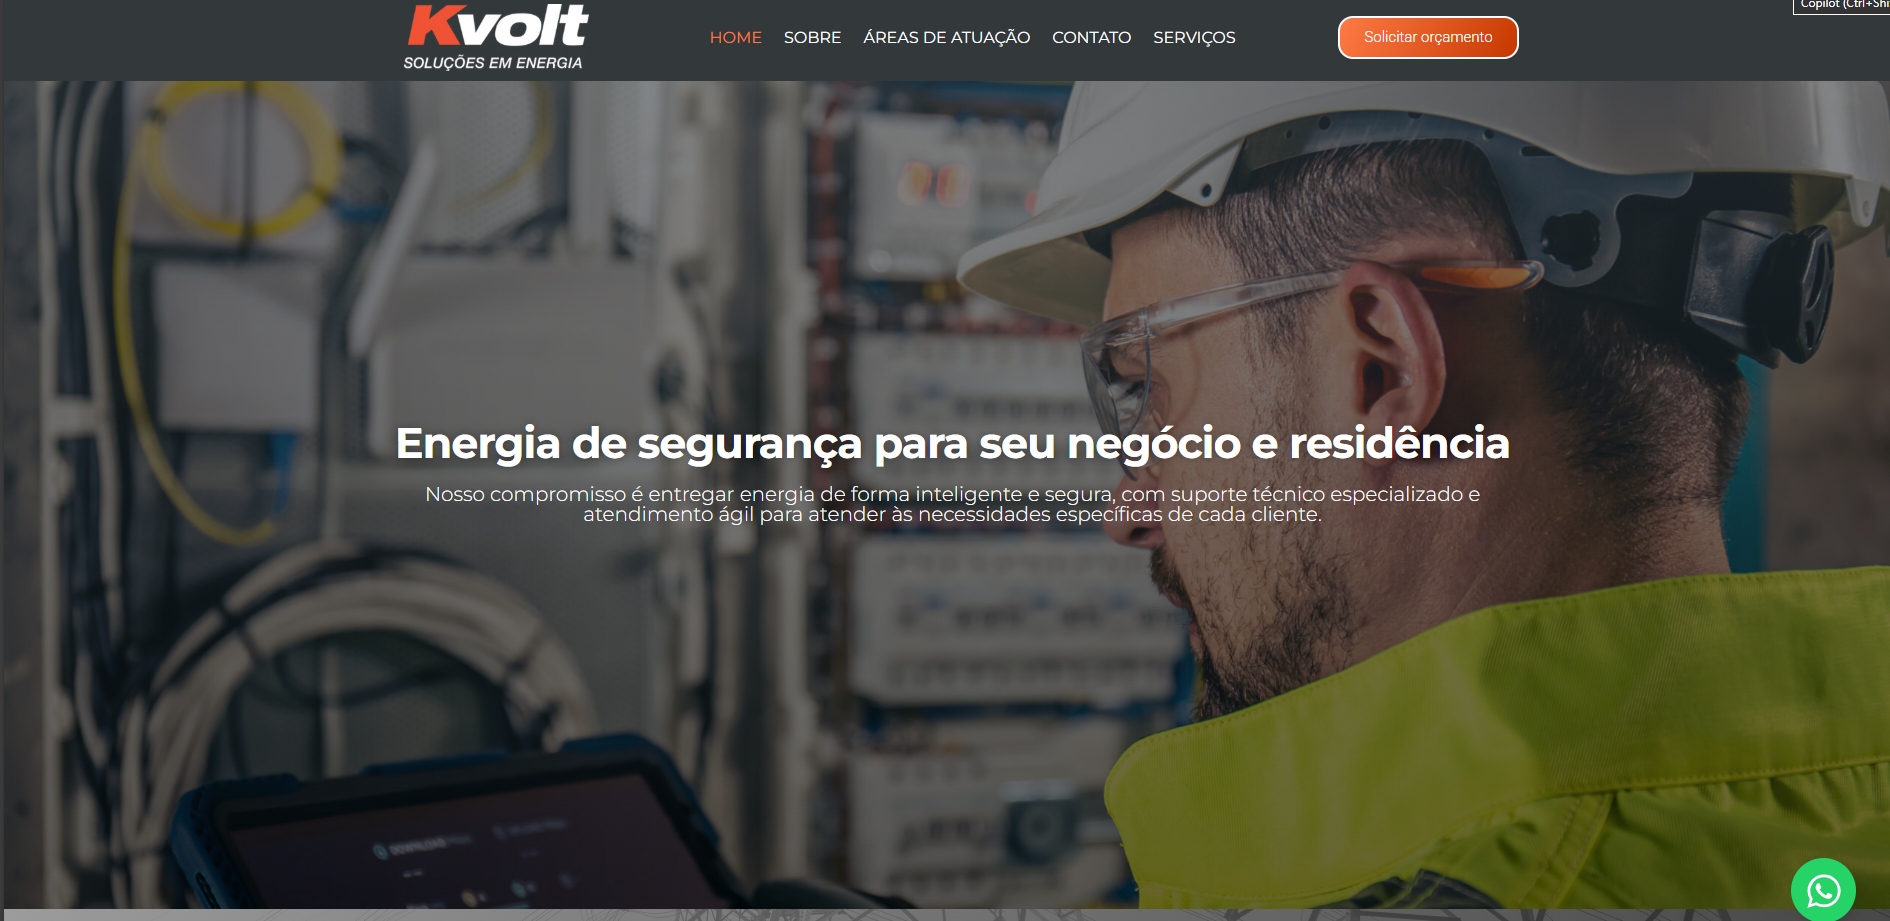 Copilot (Ctrl+Shi
Kvolt
SOLUÇÕES EM ENERGIA
HOME SOBRE ÁREAS DE ATUAÇÃO CONTATO SERVIÇOS
Solicitar orçamento
Energia de segurança para seu negócio e residência
Nosso compromisso é entregar energia de forma inteligente e segura, com suporte técnico especializado e
atendimento ágil para atender às necessidades específicas de cada cliente.
DOWNLOAD